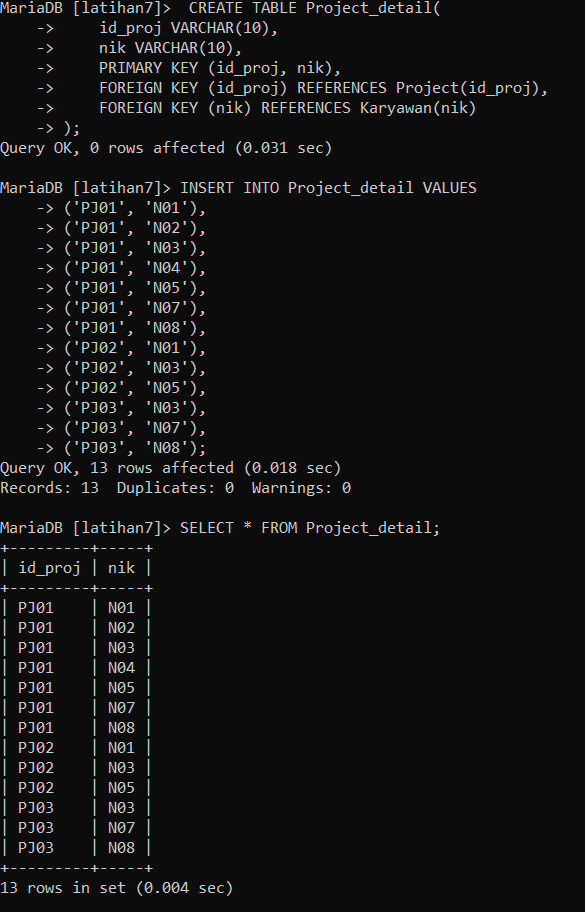 MariaDB [latihan7]>  CREATE TABLE Project_detail(
    ->     id_proj VARCHAR(10),
    ->     nik VARCHAR(10),
    ->     PRIMARY KEY (id_proj, nik),
    ->     FOREIGN KEY (id_proj) REFERENCES Project(id_proj),
    ->     FOREIGN KEY (nik) REFERENCES Karyawan(nik)
    -> );
Query OK, 0 rows affected (0.031 sec)

MariaDB [latihan7]> INSERT INTO Project_detail VALUES
    -> ('PJ01', 'N01'),
    -> ('PJ01', 'N02'),
    -> ('PJ01', 'N03'),
    -> ('PJ01', 'N04'),
    -> ('PJ01', 'N05'),
    -> ('PJ01', 'N07'),
    -> ('PJ01', 'N08'),
    -> ('PJ02', 'N01'),
    -> ('PJ02', 'N03'),
    -> ('PJ02', 'N05'),
    -> ('PJ03', 'N03'),
    -> ('PJ03', 'N07'),
    -> ('PJ03', 'N08');
Query OK, 13 rows affected (0.018 sec)
Records: 13  Duplicates: 0  Warnings: 0

MariaDB [latihan7]> SELECT * FROM Project_detail;
+---------+-----+
| id_proj | nik |
+---------+-----+
| PJ01    | N01 |
| PJ01    | N02 |
| PJ01    | N03 |
| PJ01    | N04 |
| PJ01    | N05 |
| PJ01    | N07 |
| PJ01    | N08 |
| PJ02    | N01 |
| PJ02    | N03 |
| PJ02    | N05 |
| PJ03    | N03 |
| PJ03    | N07 |
| PJ03    | N08 |
+---------+-----+
13 rows in set (0.004 sec)